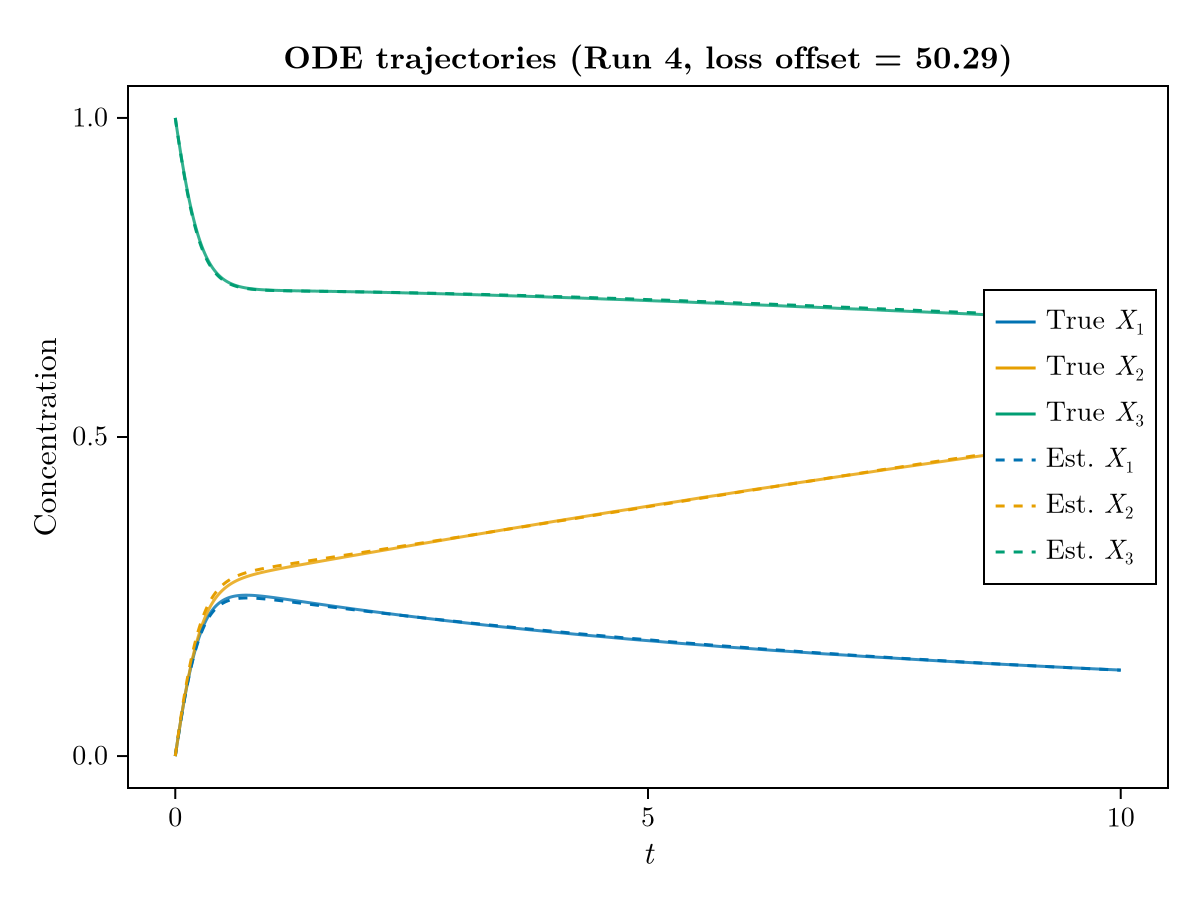 ODE trajectories (Run 4, loss offset = 50.29)
1.0
0.5
0.0
Concentration
0
5
10
t
True X₁
True X₂
True X₃
Est. X₁
Est. X₂
Est. X₃